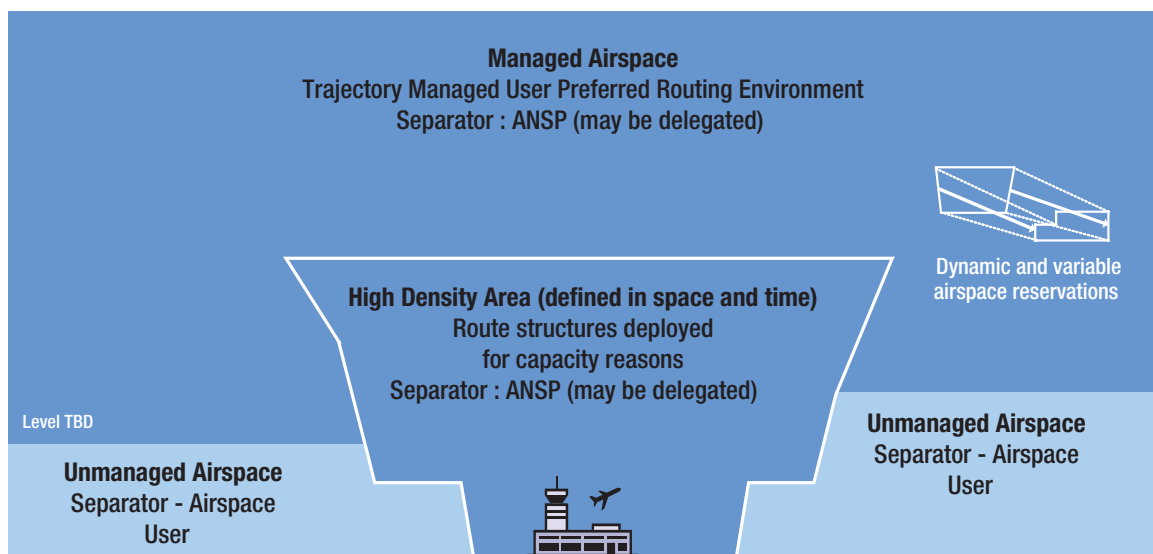 Managed Airspace
Trajectory Managed User Preferred Routing Environment
Separator : ANSP (may be delegated)
Dynamic and variable
airspace reservations
High Density Area (defined in space and time)
Route structures deployed
for capacity reasons
Separator : ANSP (may be delegated)
Level TBD
Unmanaged Airspace
Separator - Airspace
User
Unmanaged Airspace
Separator - Airspace
User